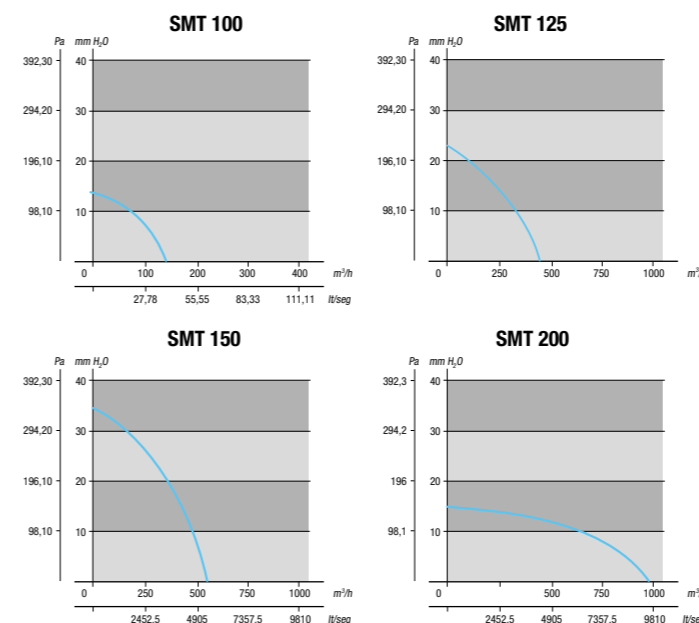 SMT 100
Pa mm H₂O
392,30 40
294,20 30
196,10 20
98,10 10
0 100 200 300 400 m³/h
27,78 55,55 83,33 111,11 lt/seg
SMT 125
Pa mm H₂O
392,30 40
294,20 30
196,10 20
98,10 10
0 250 500 750 1000 m³
SMT 150
Pa mm H₂O
392,30 40
294,20 30
196,10 20
98,10 10
0 250 500 750 1000 m³/h
2452.5 4905 7357.5 9810 lt/seg
SMT 200
Pa mm H₂O
392,3 40
294,2 30
196 20
98,1 10
0 500 750 1000 m³
2452.5 4905 7357.5 9810 lt/s